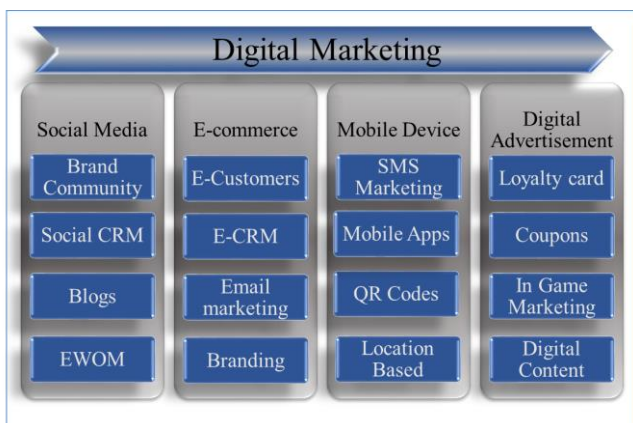 Digital Marketing
Social Media
Brand
Community
Social CRM
Blogs
EWOM
E-commerce
E-Customers
E-CRM
Email
marketing
Branding
Mobile Device
SMS
Marketing
Mobile Apps
QR Codes
Location
Based
Digital
Advertisement
Loyalty card
Coupons
In Game
Marketing
Digital
Content